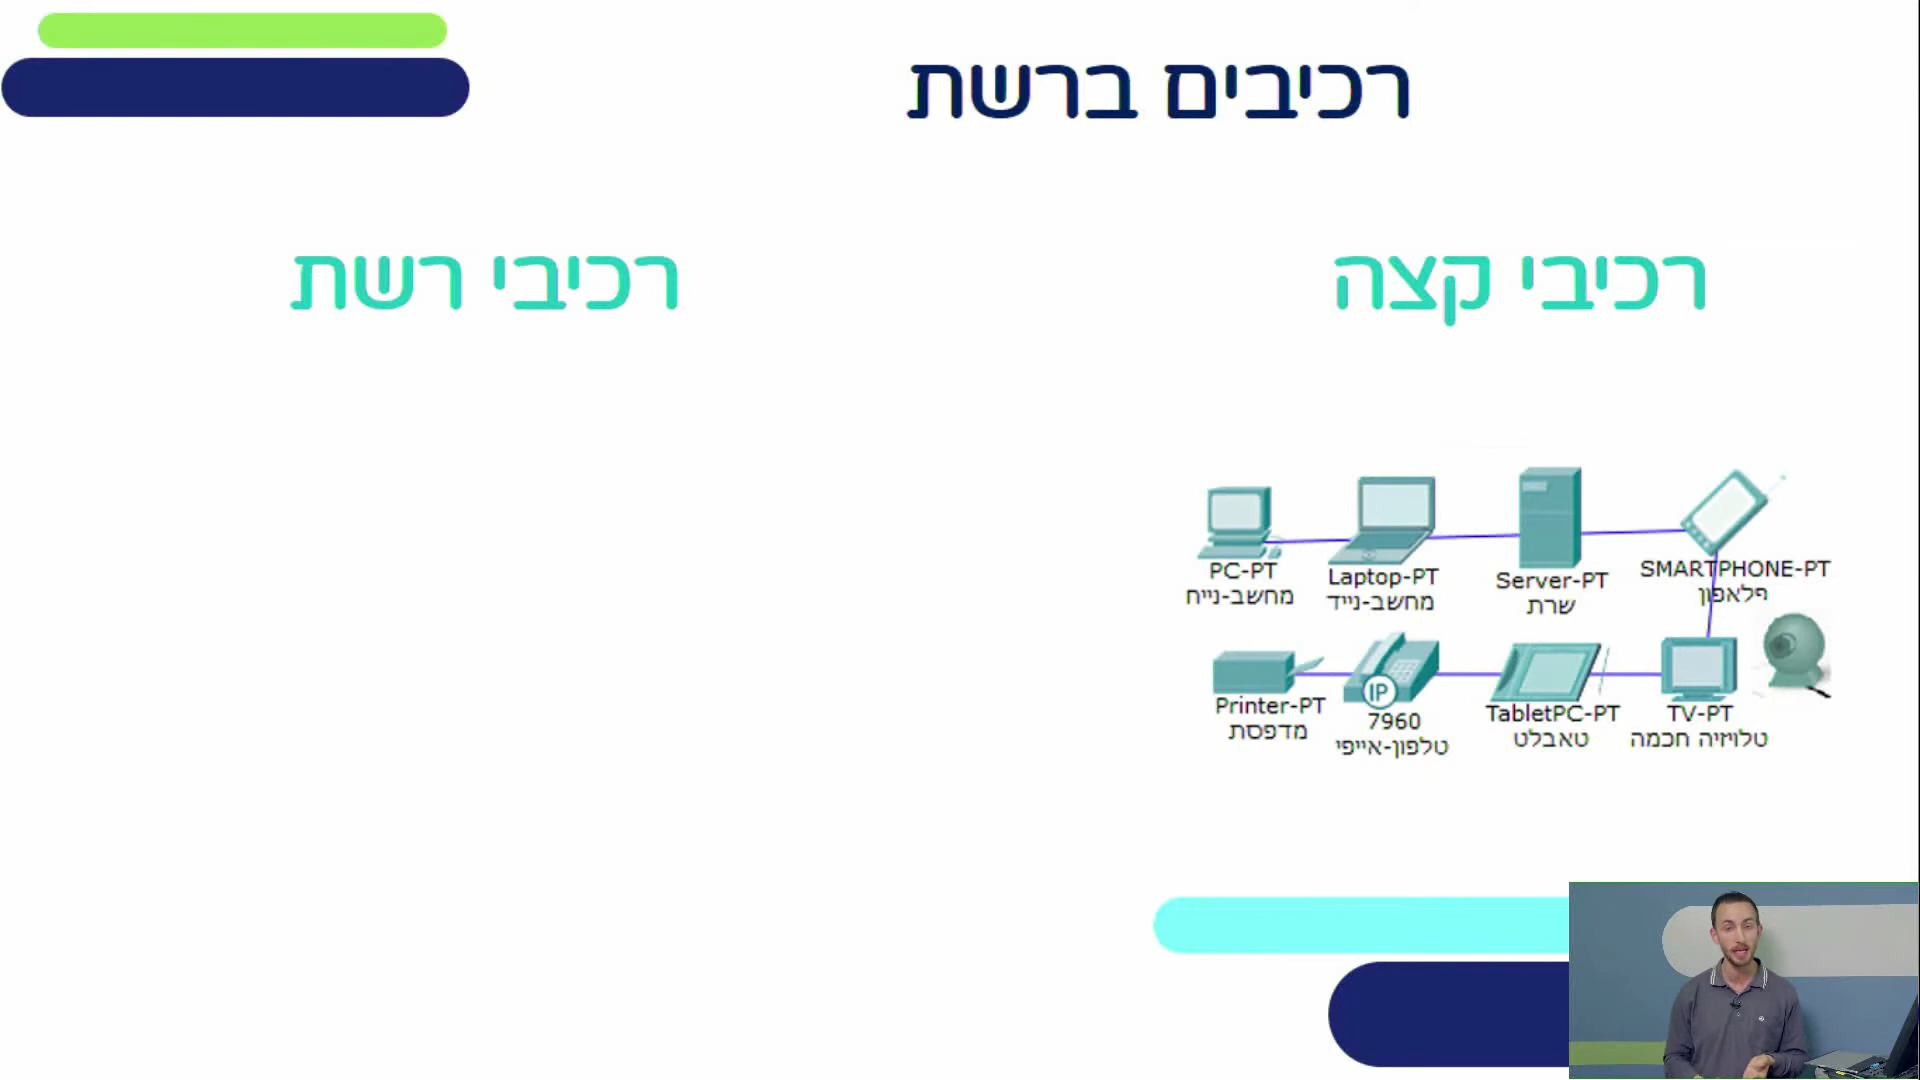 רכיבים ברשת
רכיבי קצה
רכיבי רשת
PC-PT
מחשב-נייח
Laptop-PT
מחשב-נייד
Server-PT
שרת
SMARTPHONE-PT
פלאפון
Printer-PT
מדפסת
IP
7960
טלפון-אייפי
TabletPC-PT
טאבלט
TV-PT
טלויזיה חכמה